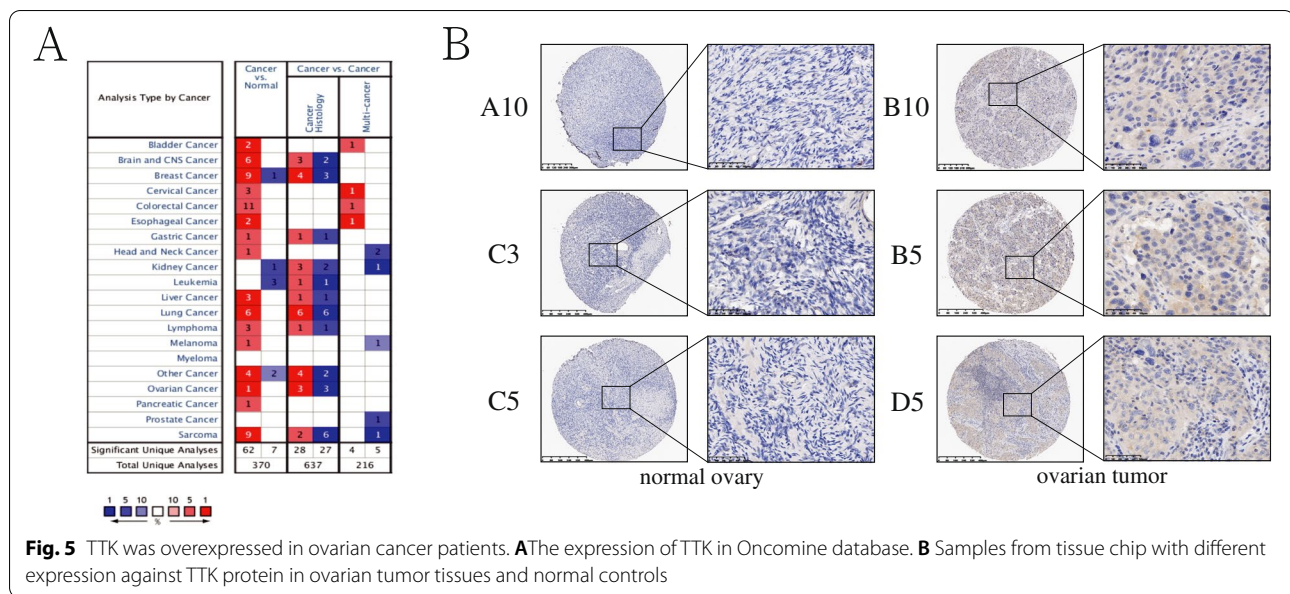 A
B
Analysis Type by Cancer
Cancer
vs.
Normal
Cancer vs. Cancer
Cancer
Histology
Multi-cancer
Bladder Cancer 2 1
Brain and CNS Cancer 6 3 2
Breast Cancer 9 1 4 3
Cervical Cancer 3 1
Colorectal Cancer 11 1
Esophageal Cancer 2 1
Gastric Cancer 1 1 1
Head and Neck Cancer 1 2
Kidney Cancer 1 3 2 1
Leukemia 3 1 1
Liver Cancer 3 1 1
Lung Cancer 6 6 6
Lymphoma 3 1 1
Melanoma 1 1 1
Myeloma
Other Cancer 4 2 4 2
Ovarian Cancer 1 3 3
Pancreatic Cancer 1
Prostate Cancer 1
Sarcoma 9 2 6 1
Significant Unique Analyses 62 7 28 27 4 5
Total Unique Analyses 370 637 216
1 5 10 10 5 1
%
A10
C3
C5
normal ovary
B10
B5
D5
ovarian tumor
Fig. 5 TTK was overexpressed in ovarian cancer patients. AThe expression of TTK in Oncomine database. B Samples from tissue chip with different
expression against TTK protein in ovarian tumor tissues and normal controls